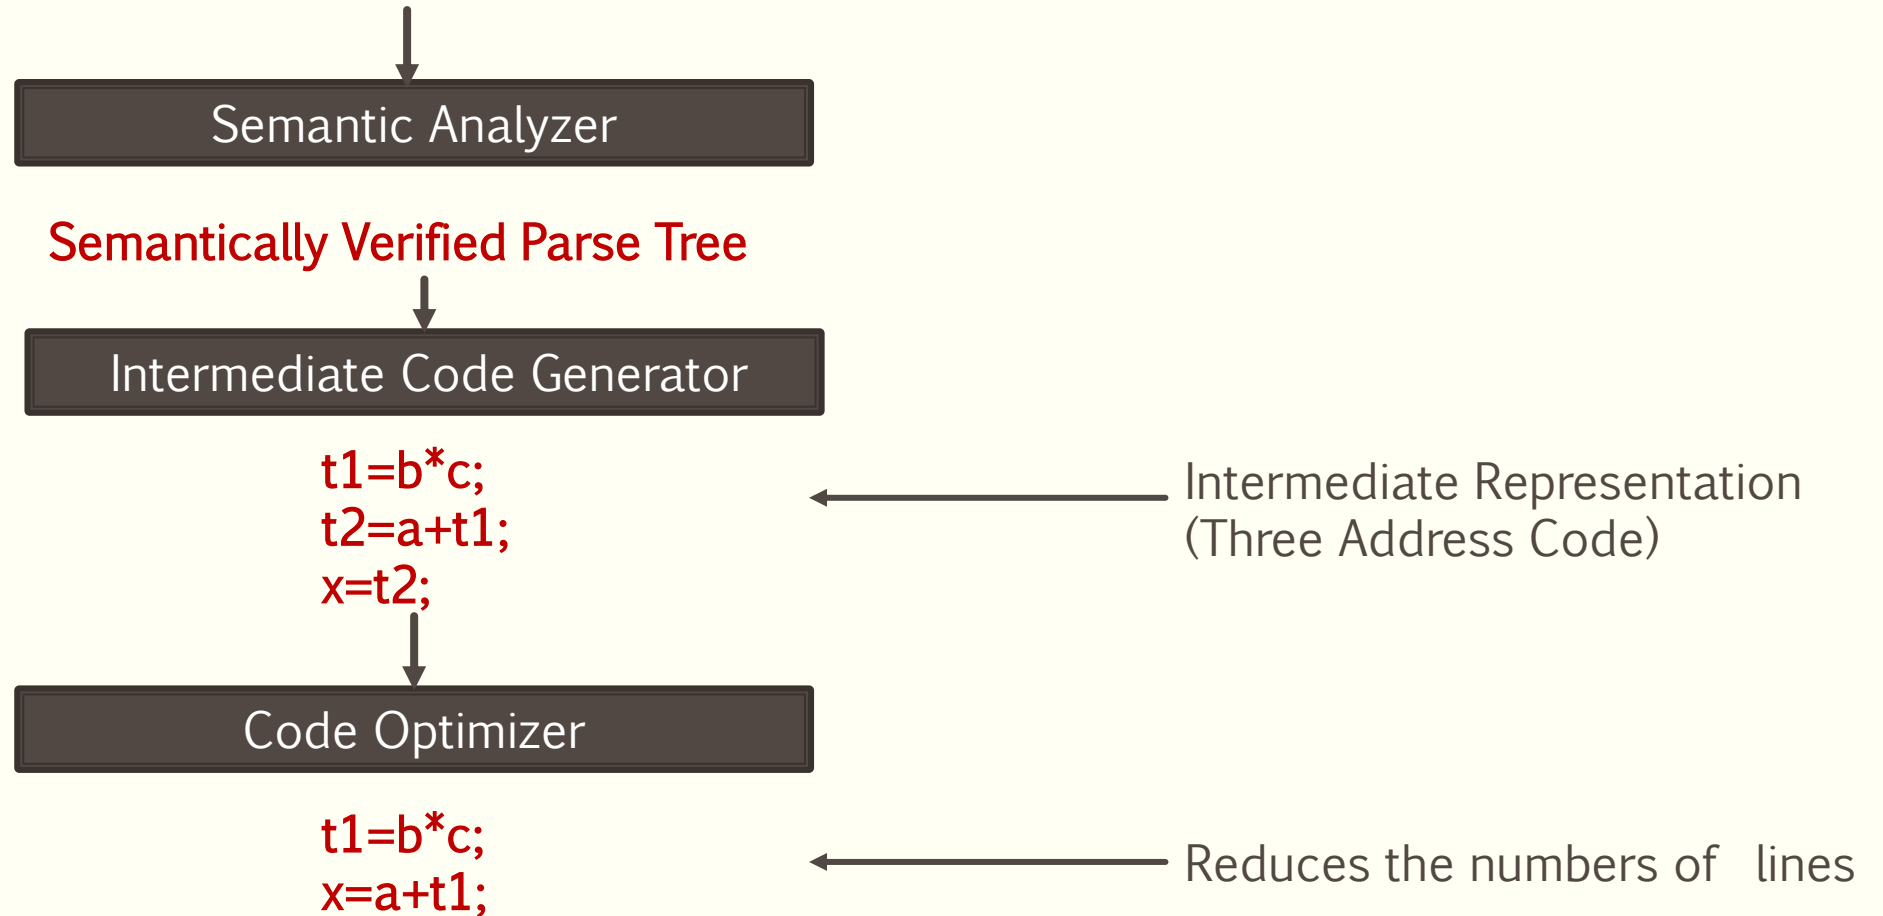 Semantic Analyzer
Semantically Verified Parse Tree
Intermediate Code Generator
t1=b*c;
t2=a+t1;
x=t2;
Intermediate Representation
(Three Address Code)
Code Optimizer
t1=b*c;
x=a+t1;
Reduces the numbers of lines